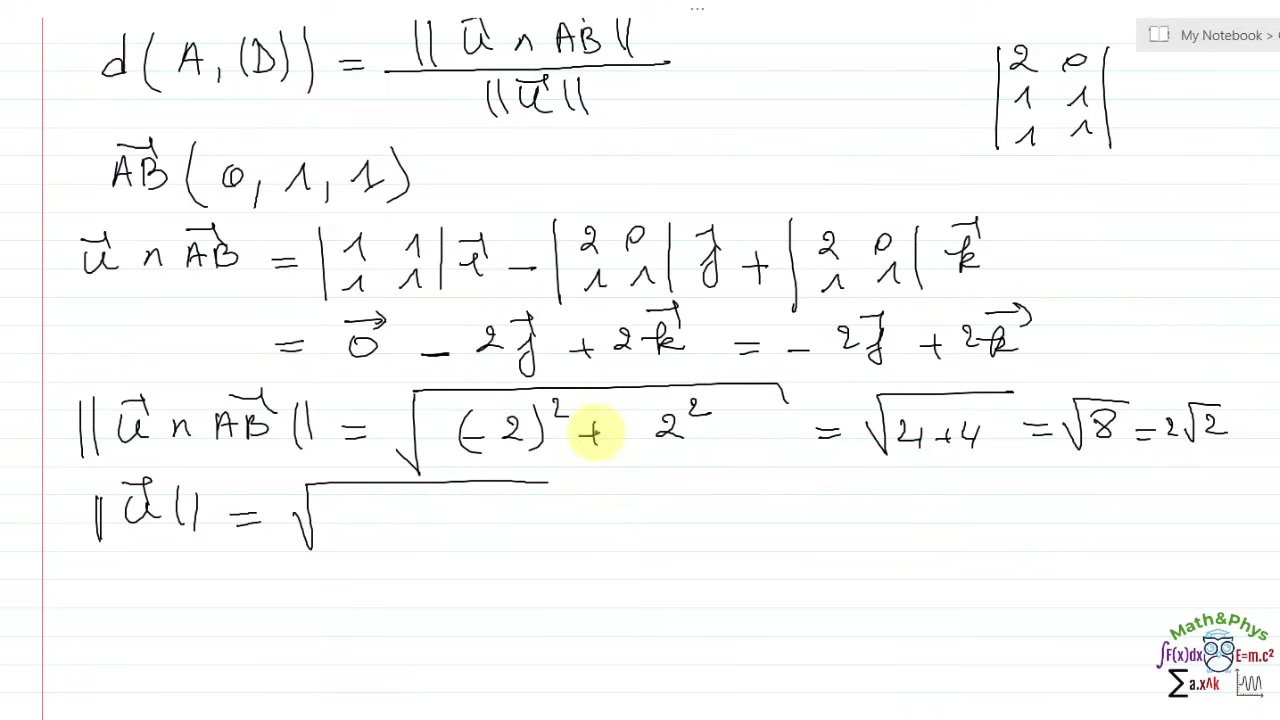 ...
My Notebook >
d(A,(D)) = ||u⃗ ∧ AB⃗|| / ||u⃗||
|2 0|
|1 1|
|1 1|
AB⃗ (0, 1, 1)
u⃗ ∧ AB⃗ = |1 1; 1 1| i⃗ − |2 0; 1 1| j⃗ + |2 0; 1 1| k⃗
= 0⃗ − 2j⃗ + 2k⃗ = − 2j⃗ + 2k⃗
||u⃗ ∧ AB⃗|| = √((−2)² + 2²) = √(4+4) = √8 = 2√2
||u⃗|| = √
Math&Phys
∫F(x)dx E=m.c²
∑ a.x∧k